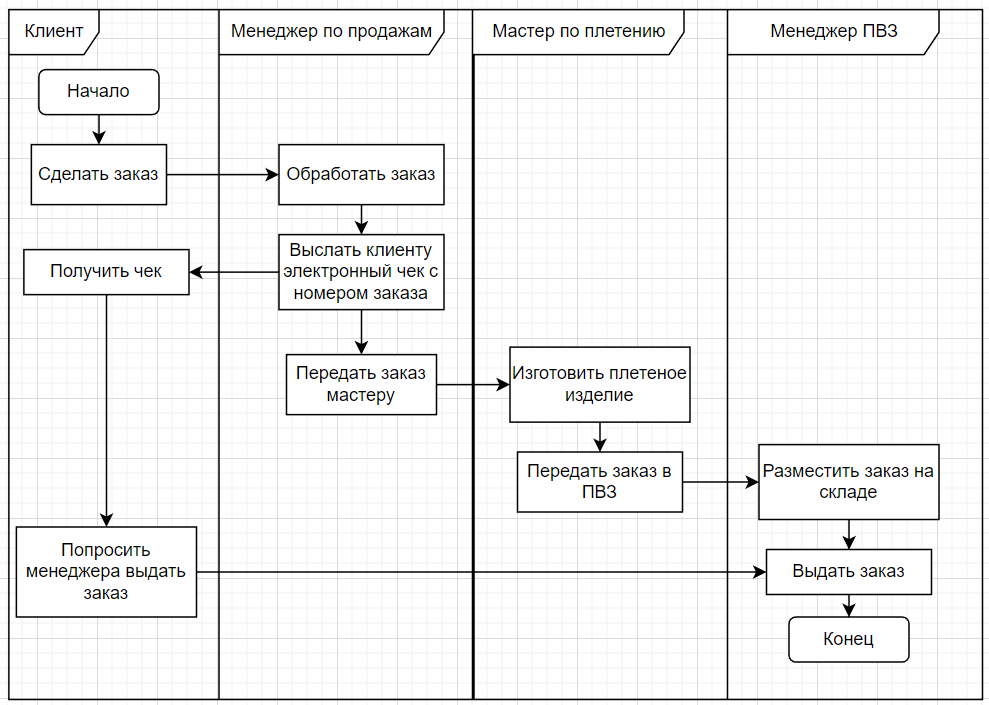 Клиент
Менеджер по продажам
Мастер по плетению
Менеджер ПВЗ
Начало
Сделать заказ
Обработать заказ
Выслать клиенту
электронный чек с
номером заказа
Получить чек
Передать заказ
мастеру
Изготовить плетеное
изделие
Передать заказ в
ПВЗ
Разместить заказ на
складе
Попросить
менеджера выдать
заказ
Выдать заказ
Конец